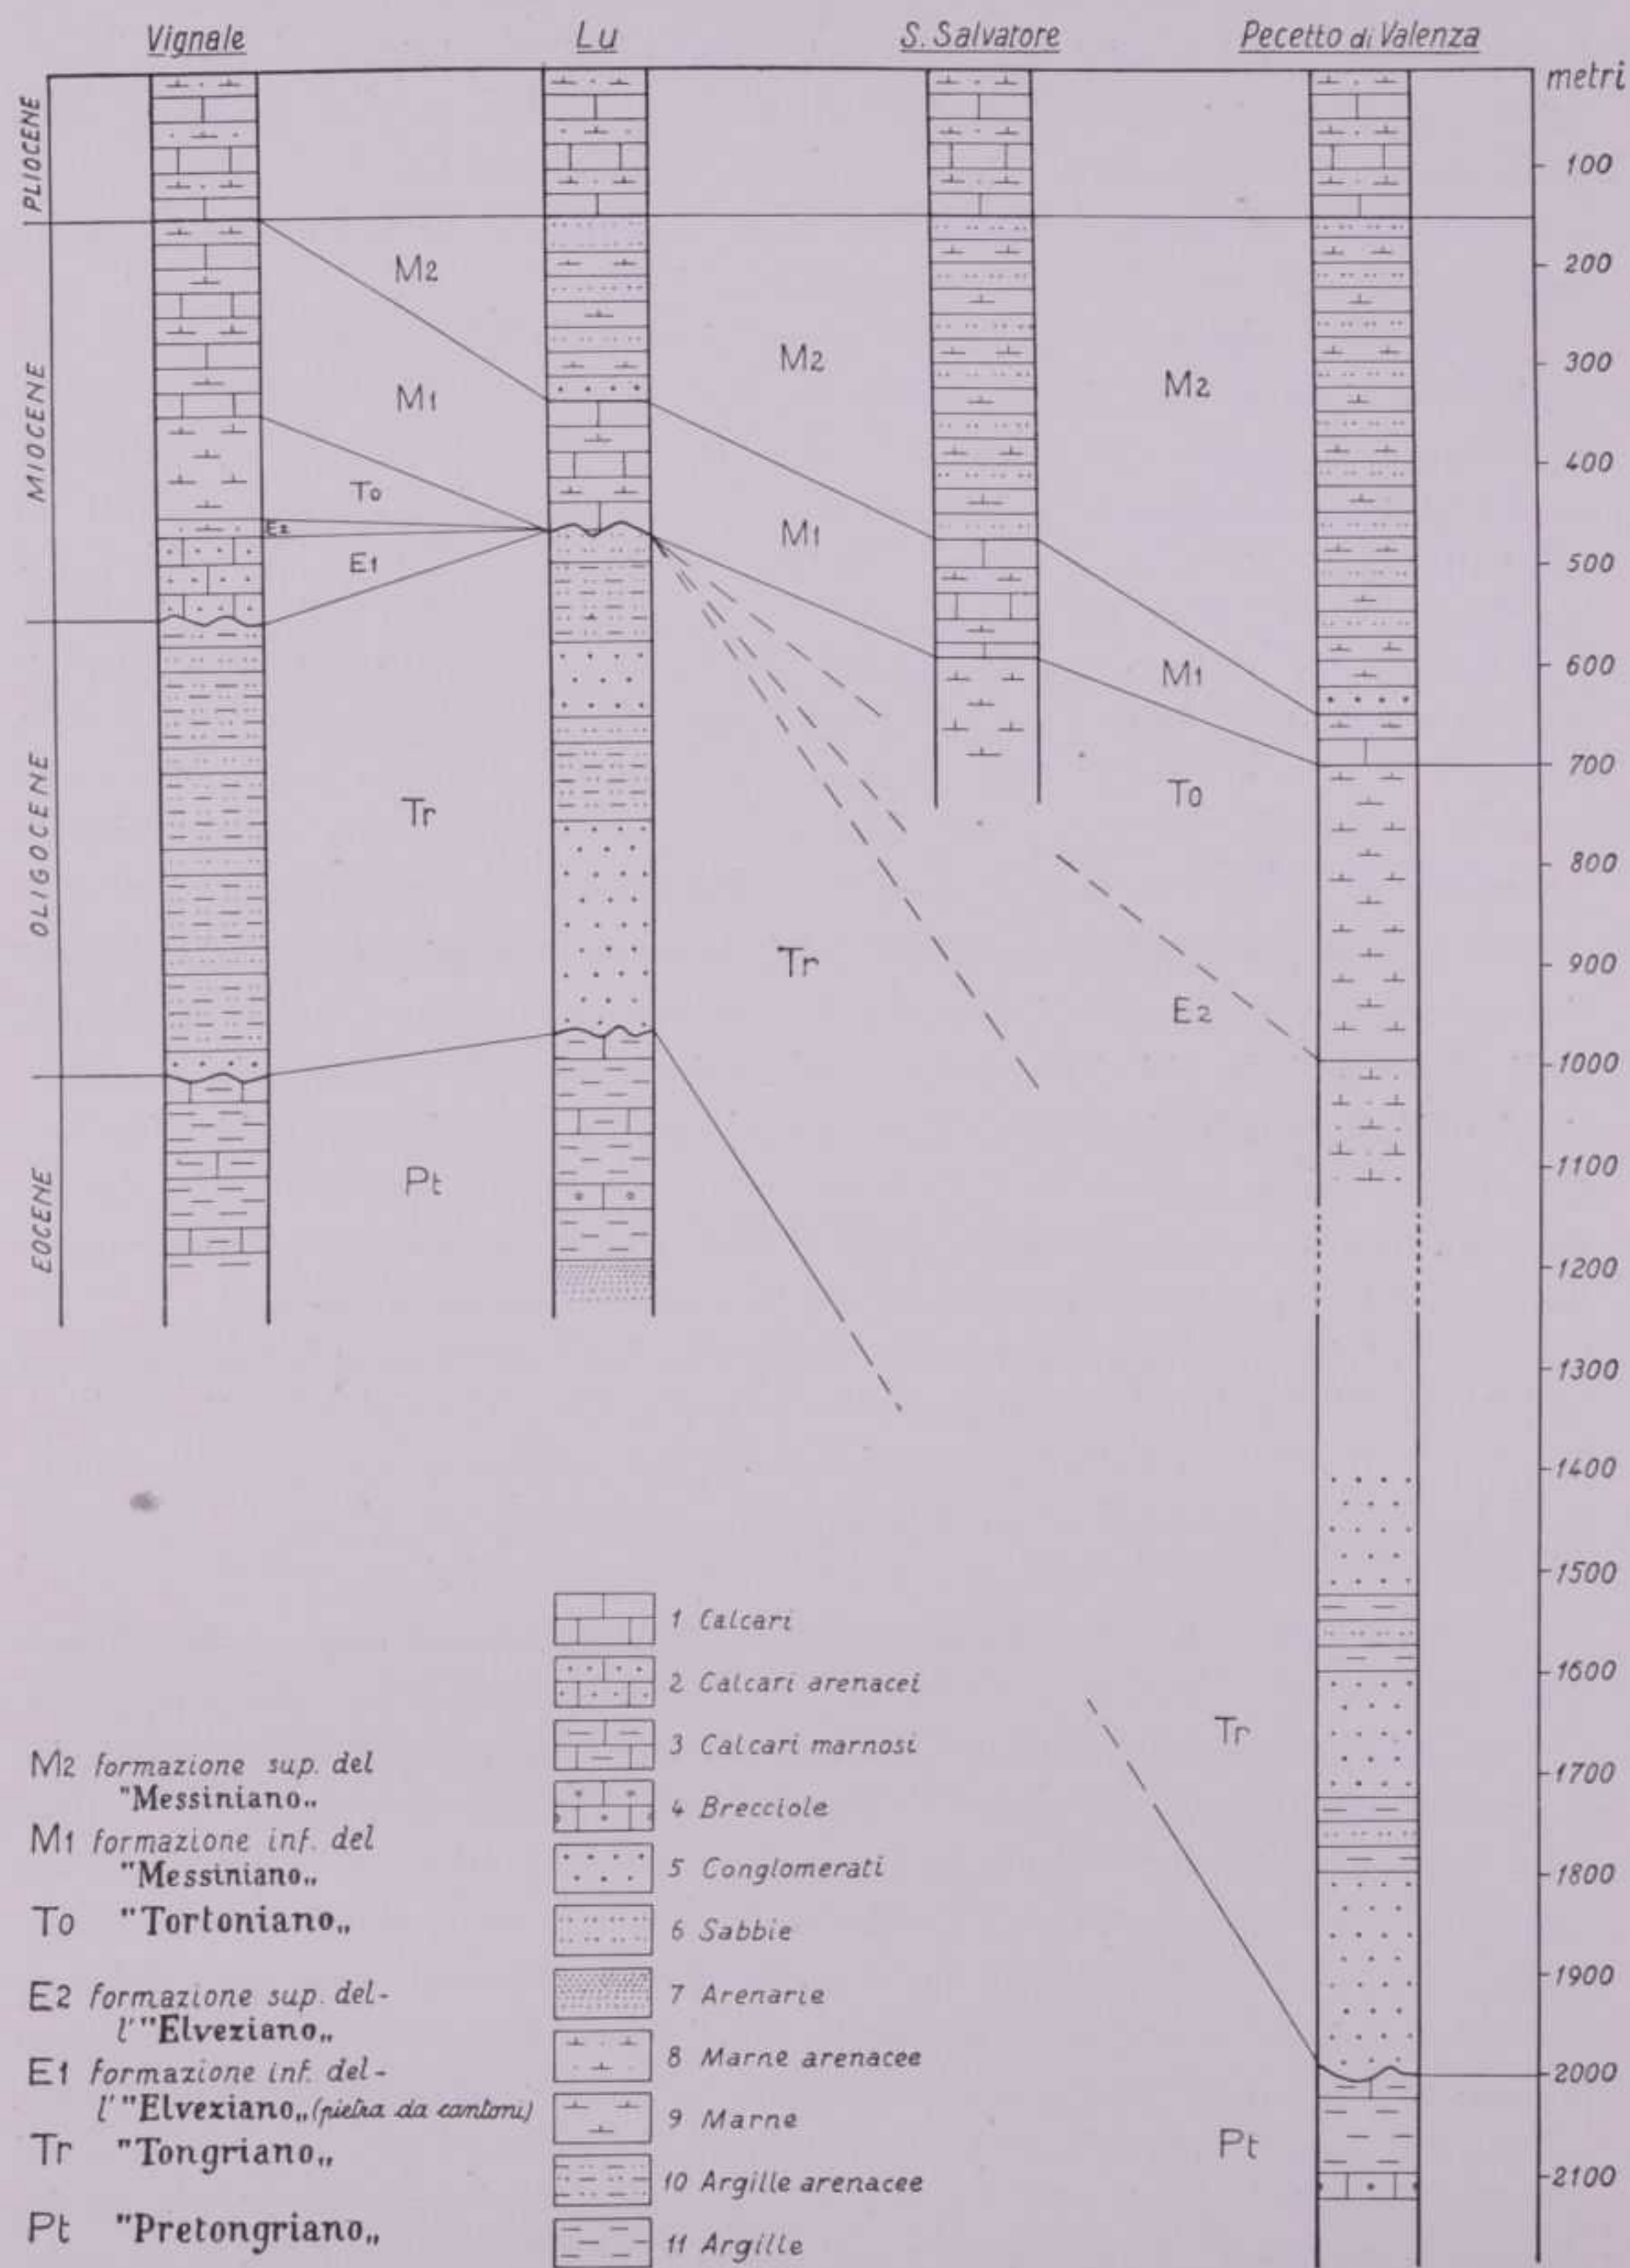 Vignale
Lu
S. Salvatore
Pecetto di Valenza
metri
PLIOCENE
MIOCENE
OLIGOCENE
EOCENE
M2
M1
To
E2
E1
Tr
Pt
M2
M1
Tr
M2
M1
To
E2
Tr
Pt
100
200
300
400
500
600
700
800
900
1000
1100
1200
1300
1400
1500
1600
1700
1800
1900
2000
2100
M2 formazione sup. del
"Messiniano„
M1 formazione inf. del
"Messiniano„
To "Tortoniano„
E2 formazione sup. del-
l'"Elveziano„
E1 formazione inf. del-
l'"Elveziano„ (pietra da cantoni)
Tr "Tongriano„
Pt "Pretongriano„
1 Calcari
2 Calcari arenacei
3 Calcari marnosi
4 Brecciole
5 Conglomerati
6 Sabbie
7 Arenarie
8 Marne arenacee
9 Marne
10 Argille arenacee
11 Argille